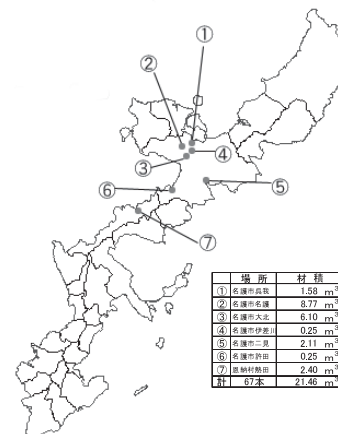 ①
②
③
④
⑤
⑥
⑦
場所 材積
① 名護市呉我 1.58 m³
② 名護市名護 8.77 m³
③ 名護市大北 6.10 m³
④ 名護市伊差川 0.25 m³
⑤ 名護市二見 2.11 m³
⑥ 名護市許田 0.25 m³
⑦ 恩納村熱田 2.40 m³
計 67本 21.46 m³